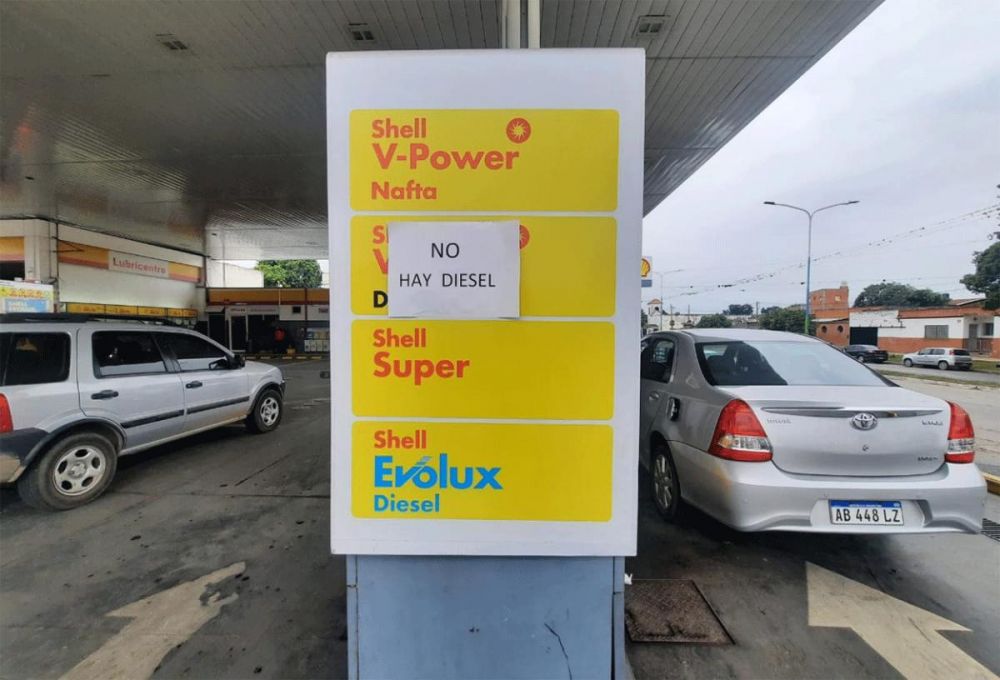 Shell
V-Power
Nafta
NO
HAY DIESEL
Shell
Super
Shell
Evolux
Diesel
Lubricentro
AB 448 LZ